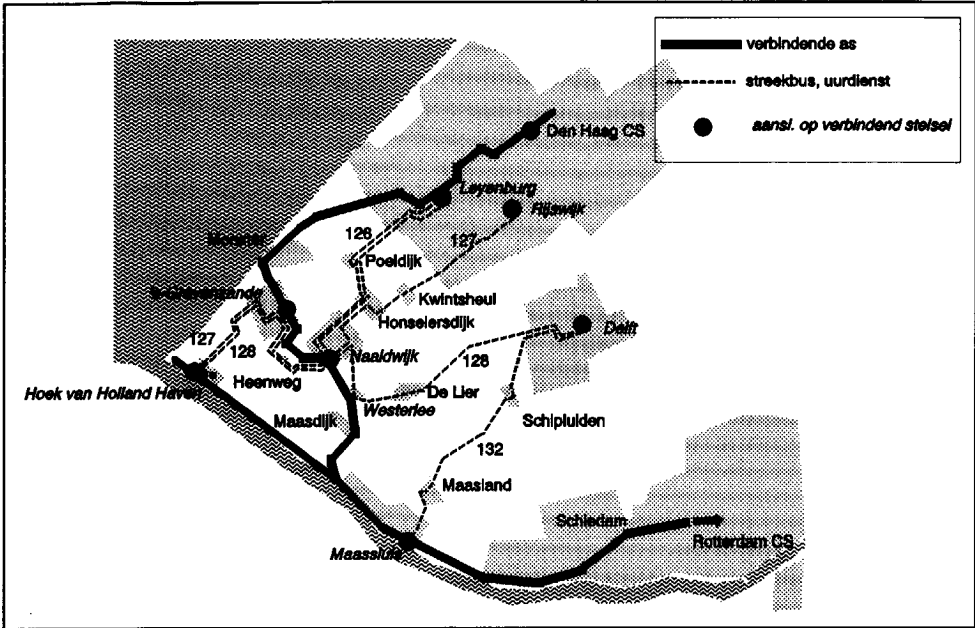 verbindende as
streekbus, uurdienst
aansl. op verbindend stelsel
Den Haag CS
Leyenburg
Rijswijk
126
127
Monster
Poeldijk
's-Gravenzande
Kwintsheul
Honselersdijk
Delft
127
128
Naaldwijk
128
Heenweg
De Lier
Hoek van Holland Haven
Westerlee
Maasdijk
Schipluiden
132
Maasland
Schiedam
Rotterdam CS
Maassluis